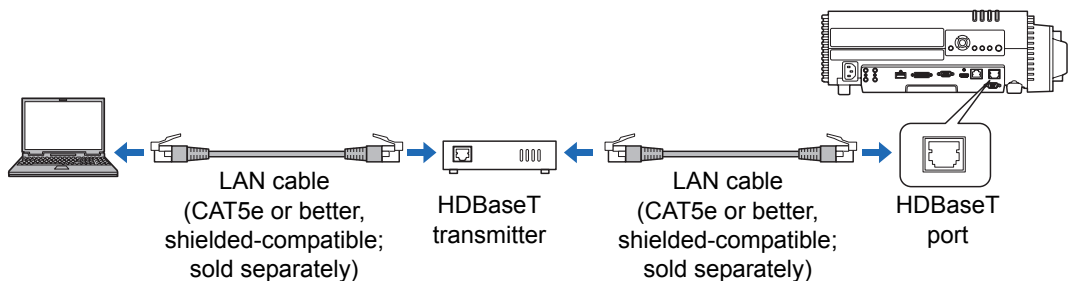 LAN cable
(CAT5e or better,
shielded-compatible;
sold separately)
HDBaseT
transmitter
LAN cable
(CAT5e or better,
shielded-compatible;
sold separately)
HDBaseT
port